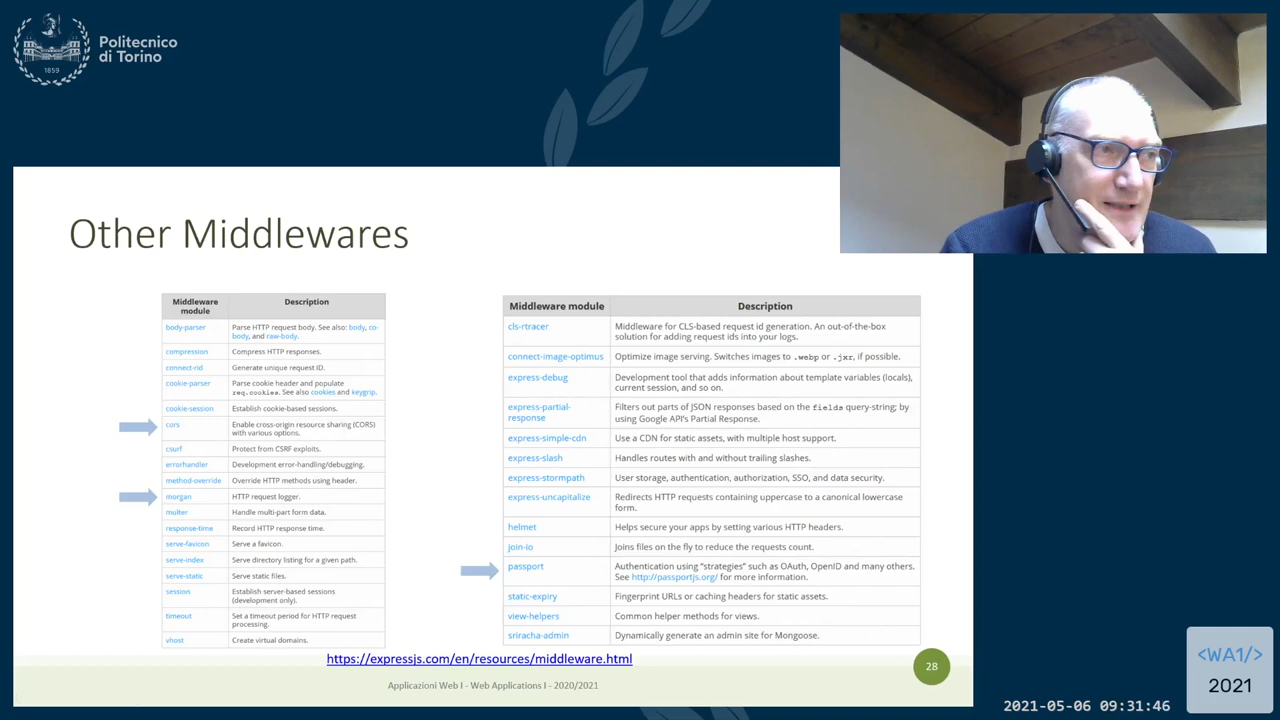 Politecnico
di Torino
1859
Other Middlewares
Middleware
module
Description
body-parser
Parse HTTP request body. See also: body, co-
body, and raw-body.
compression
Compress HTTP responses.
connect-rid
Generate unique request ID.
cookie-parser
Parse cookie header and populate
req.cookies. See also cookies and keygrip.
cookie-session
Establish cookie-based sessions.
cors
Enable cross-origin resource sharing (CORS)
with various options.
csurf
Protect from CSRF exploits.
errorhandler
Development error-handling/debugging.
method-override
Override HTTP methods using header.
morgan
HTTP request logger.
multer
Handle multi-part form data.
response-time
Record HTTP response time.
serve-favicon
Serve a favicon.
serve-index
Serve directory listing for a given path.
serve-static
Serve static files.
session
Establish server-based sessions
(development only).
timeout
Set a timeout period for HTTP request
processing.
vhost
Create virtual domains.
Middleware module
Description
cls-rtracer
Middleware for CLS-based request id generation. An out-of-the-box
solution for adding request ids into your logs.
connect-image-optimus
Optimize image serving. Switches images to .webp or .jxr, if possible.
express-debug
Development tool that adds information about template variables (locals),
current session, and so on.
express-partial-
response
Filters out parts of JSON responses based on the fields query-string; by
using Google API's Partial Response.
express-simple-cdn
Use a CDN for static assets, with multiple host support.
express-slash
Handles routes with and without trailing slashes.
express-stormpath
User storage, authentication, authorization, SSO, and data security.
express-uncapitalize
Redirects HTTP requests containing uppercase to a canonical lowercase
form.
helmet
Helps secure your apps by setting various HTTP headers.
join-io
Joins files on the fly to reduce the requests count.
passport
Authentication using "strategies" such as OAuth, OpenID and many others.
See http://passportjs.org/ for more information.
static-expiry
Fingerprint URLs or caching headers for static assets.
view-helpers
Common helper methods for views.
sriracha-admin
Dynamically generate an admin site for Mongoose.
https://expressjs.com/en/resources/middleware.html
28
Applicazioni Web I - Web Applications I - 2020/2021
<WA1/>
2021
2021-05-06 09:31:46